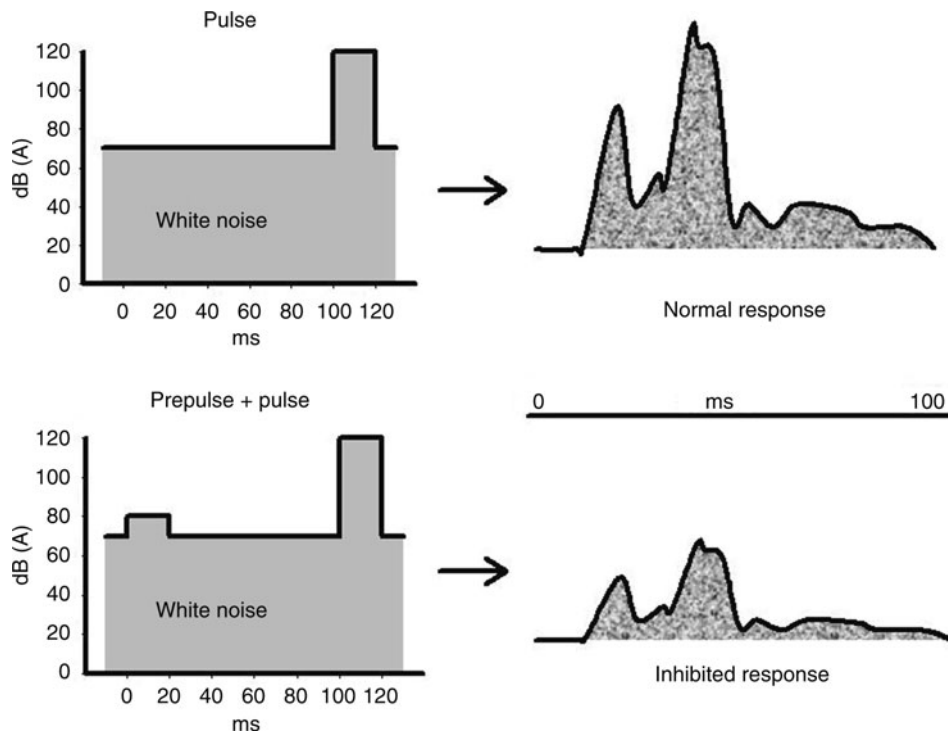 Pulse
120
100
80
60
40
20
0
dB (A)
White noise
0 20 40 60 80 100 120
ms
Normal response
Prepulse + pulse
120
100
80
60
40
20
0
dB (A)
White noise
0 20 40 60 80 100 120
ms
0 ms 100
Inhibited response